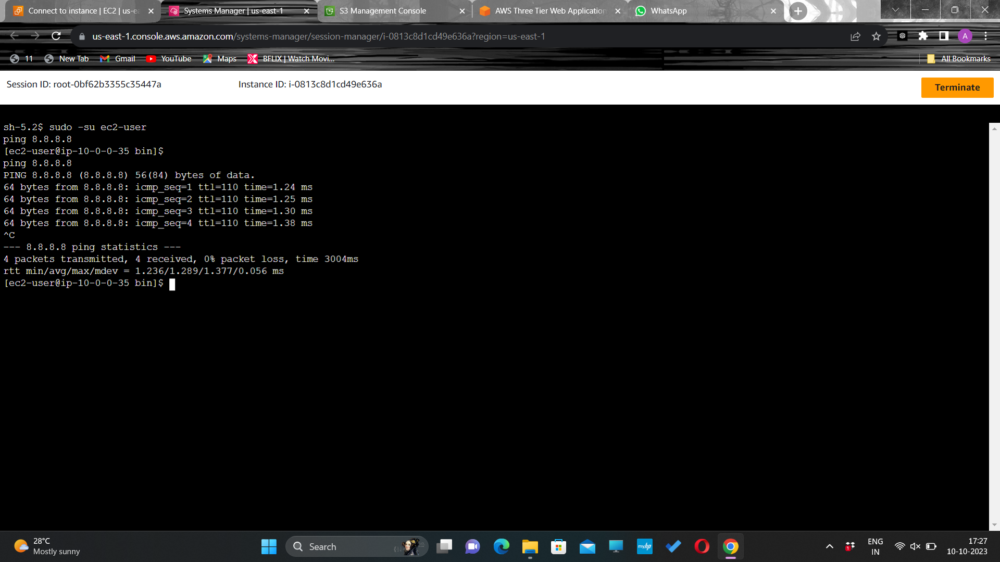 Connect to instance | EC2 | us-ea
Systems Manager | us-east-1
S3 Management Console
AWS Three Tier Web Application
WhatsApp
us-east-1.console.aws.amazon.com/systems-manager/session-manager/i-0813c8d1cd49e636a?region=us-east-1
A
11
New Tab
Gmail
YouTube
Maps
BFLIX | Watch Movi...
All Bookmarks
Session ID: root-0bf62b3355c35447a
Instance ID: i-0813c8d1cd49e636a
Terminate
sh-5.2$ sudo -su ec2-user
ping 8.8.8.8
[ec2-user@ip-10-0-0-35 bin]$
ping 8.8.8.8
PING 8.8.8.8 (8.8.8.8) 56(84) bytes of data.
64 bytes from 8.8.8.8: icmp_seq=1 ttl=110 time=1.24 ms
64 bytes from 8.8.8.8: icmp_seq=2 ttl=110 time=1.25 ms
64 bytes from 8.8.8.8: icmp_seq=3 ttl=110 time=1.30 ms
64 bytes from 8.8.8.8: icmp_seq=4 ttl=110 time=1.38 ms
^C
--- 8.8.8.8 ping statistics ---
4 packets transmitted, 4 received, 0% packet loss, time 3004ms
rtt min/avg/max/mdev = 1.236/1.289/1.377/0.056 ms
[ec2-user@ip-10-0-0-35 bin]$
28°C
Mostly sunny
Search
myhp
1
ENG
IN
17:27
10-10-2023